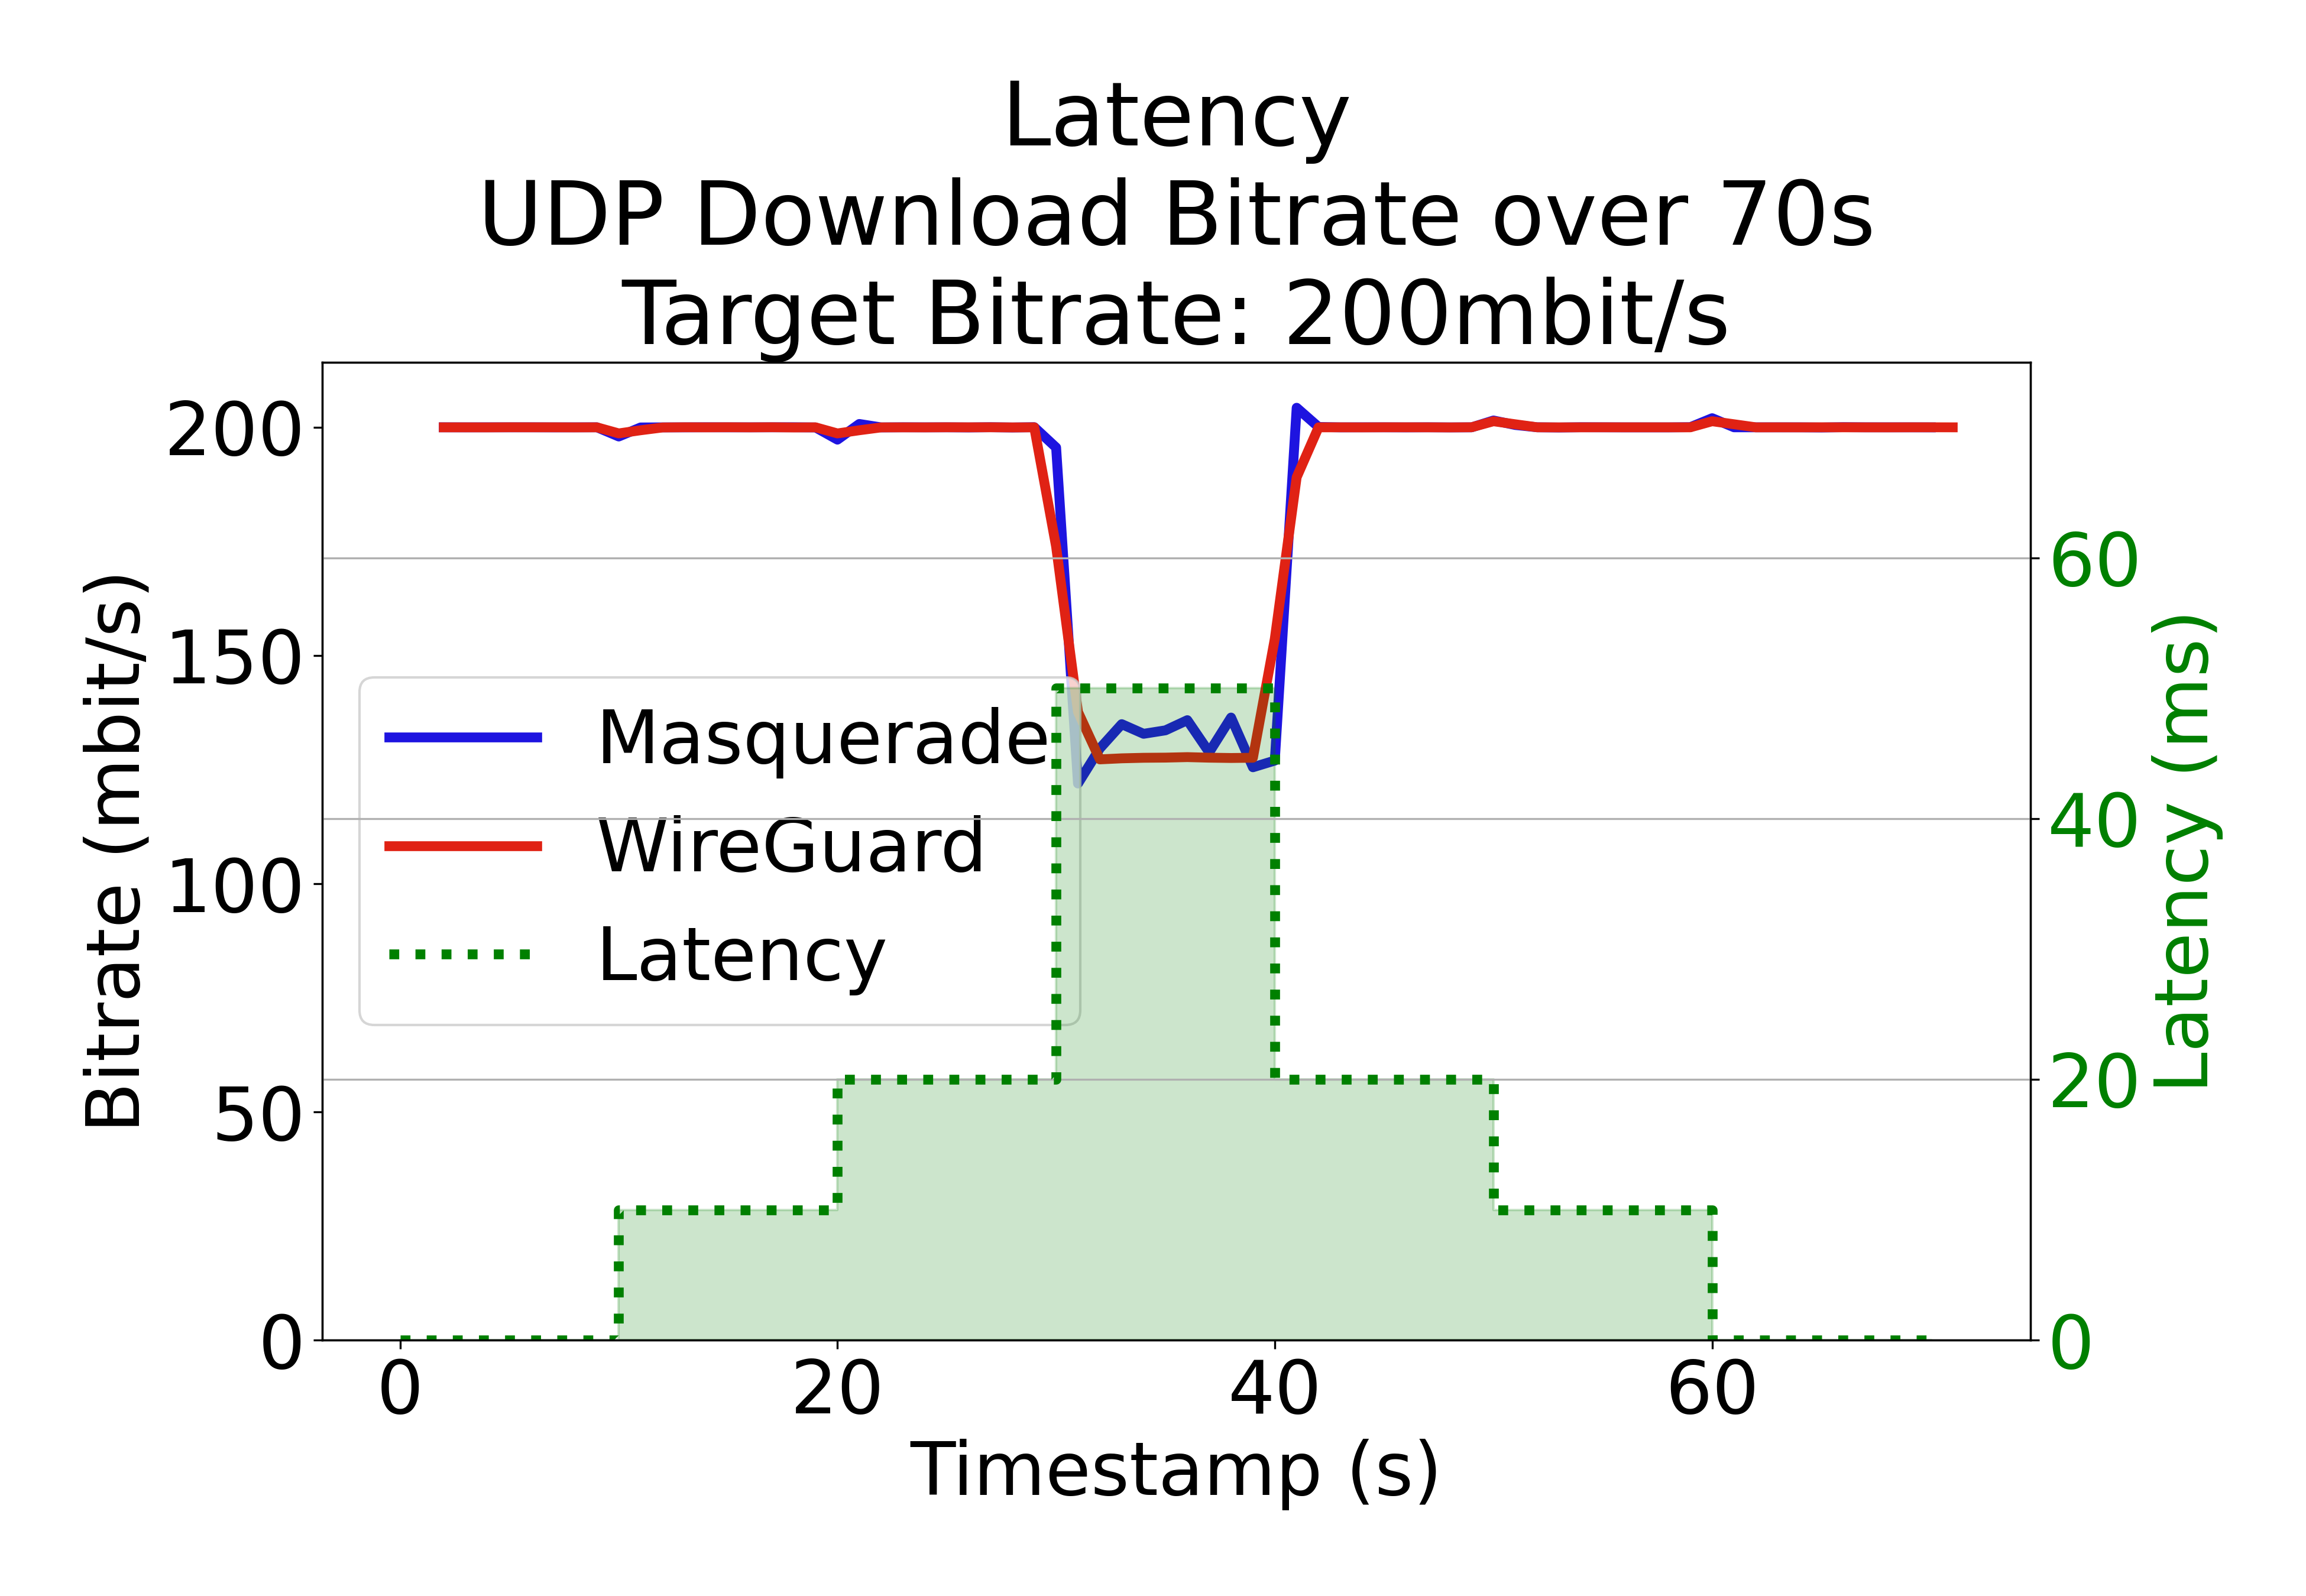 Latency
UDP Download Bitrate over 70s
Target Bitrate: 200mbit/s
Bitrate (mbit/s)
200
150
100
50
0
Masquerade
WireGuard
Latency
60
40
20
0
Latency (ms)
0 20 40 60
Timestamp (s)